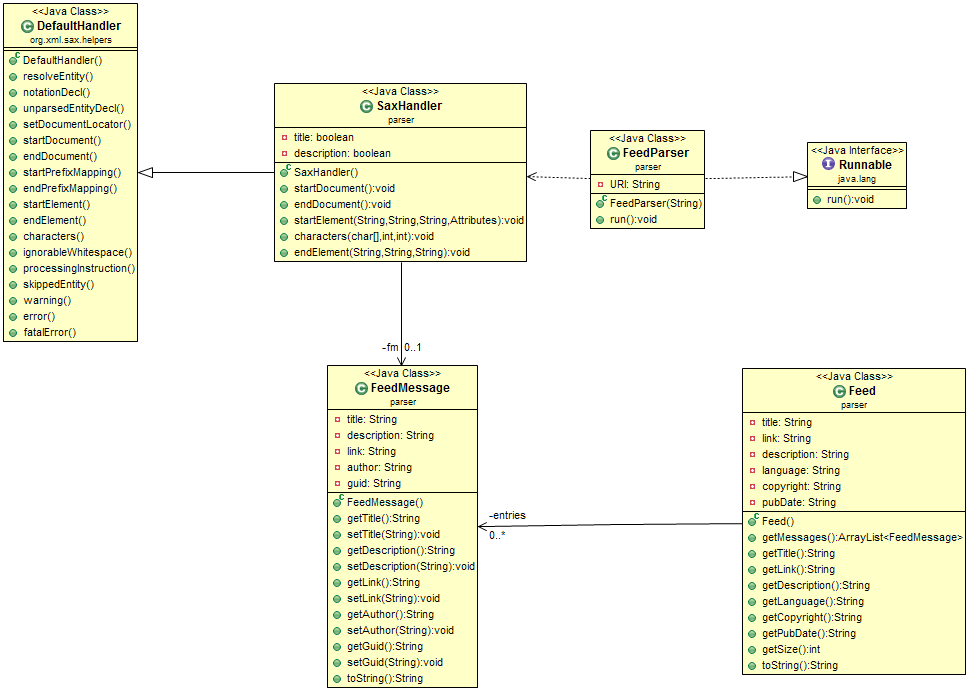 <<Java Class>>
C DefaultHandler
org.xml.sax.helpers
DefaultHandler()
resolveEntity()
notationDecl()
unparsedEntityDecl()
setDocumentLocator()
startDocument()
endDocument()
startPrefixMapping()
endPrefixMapping()
startElement()
endElement()
characters()
ignorableWhitespace()
processingInstruction()
skippedEntity()
warning()
error()
fatalError()
<<Java Class>>
C SaxHandler
parser
title: boolean
description: boolean
SaxHandler()
startDocument():void
endDocument():void
startElement(String,String,String,Attributes):void
characters(char[],int,int):void
endElement(String,String,String):void
<<Java Class>>
C FeedParser
parser
URI: String
FeedParser(String)
run():void
<<Java Interface>>
I Runnable
java.lang
run():void
-fm 0..1
<<Java Class>>
C FeedMessage
parser
title: String
description: String
link: String
author: String
guid: String
FeedMessage()
getTitle():String
setTitle(String):void
getDescription():String
setDescription(String):void
getLink():String
setLink(String):void
getAuthor():String
setAuthor(String):void
getGuid():String
setGuid(String):void
toString():String
-entries
0..*
<<Java Class>>
C Feed
parser
title: String
link: String
description: String
language: String
copyright: String
pubDate: String
Feed()
getMessages():ArrayList<FeedMessage>
getTitle():String
getLink():String
getDescription():String
getLanguage():String
getCopyright():String
getPubDate():String
getSize():int
toString():String